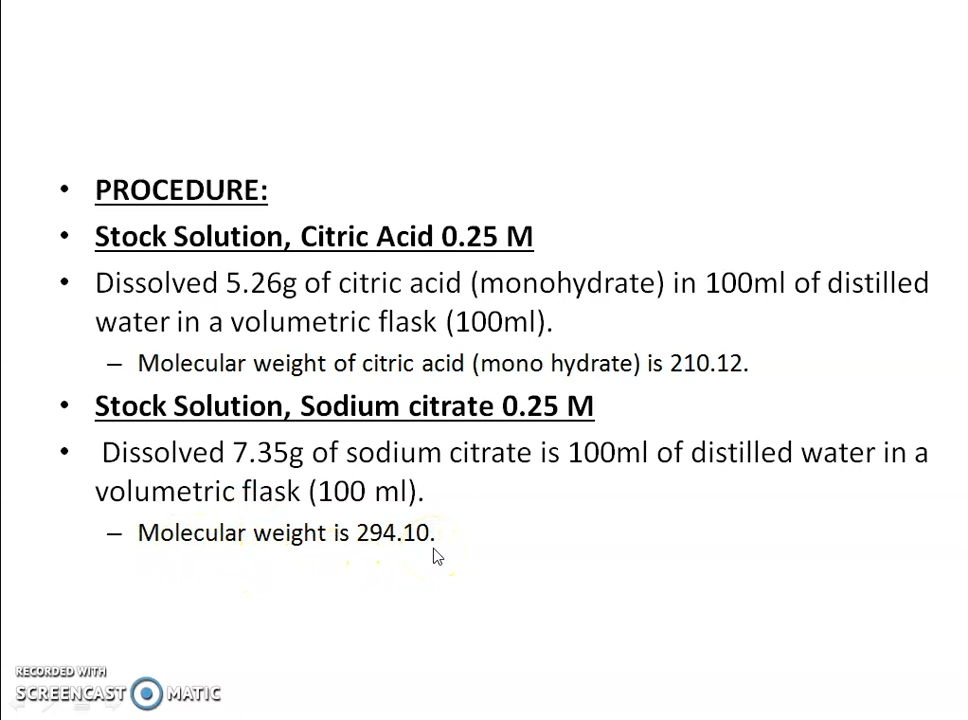 • PROCEDURE:
• Stock Solution, Citric Acid 0.25 M
• Dissolved 5.26g of citric acid (monohydrate) in 100ml of distilled
water in a volumetric flask (100ml).
– Molecular weight of citric acid (mono hydrate) is 210.12.
• Stock Solution, Sodium citrate 0.25 M
• Dissolved 7.35g of sodium citrate is 100ml of distilled water in a
volumetric flask (100 ml).
– Molecular weight is 294.10.
RECORDED WITH
SCREENCAST MATIC